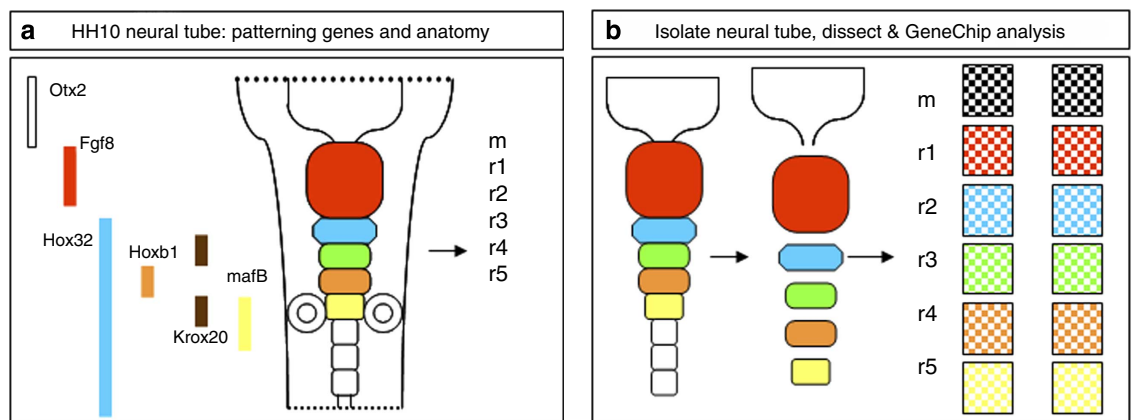 a HH10 neural tube: patterning genes and anatomy
Otx2
Fgf8
Hox32
Hoxb1
mafB
Krox20
m
r1
r2
r3
r4
r5
b Isolate neural tube, dissect & GeneChip analysis
m
r1
r2
r3
r4
r5